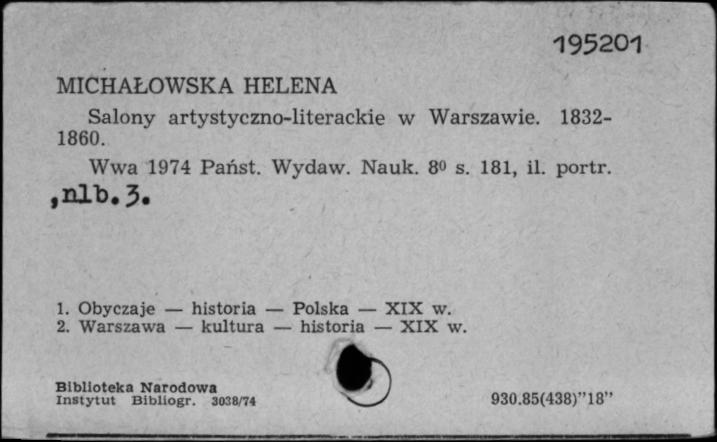 195201
MICHAŁOWSKA HELENA
Salony artystyczno-literackie w Warszawie. 1832-
1860.
Wwa 1974 Państ. Wydaw. Nauk. 8⁰ s. 181, il. portr.
,nlb.3.
1. Obyczaje — historia — Polska — XIX w.
2. Warszawa — kultura — historia — XIX w.
Biblioteka Narodowa
Instytut Bibliogr. 3038/74
930.85(438)”18”